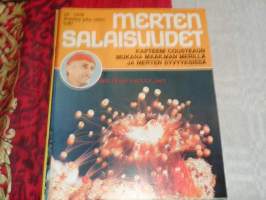 MERTEN
SALAISUUDET
KAPTEENI COUSTEAUN
MUKANA MAAILMAN MERILLÄ
JA MERTEN SYVYYKSISSÄ